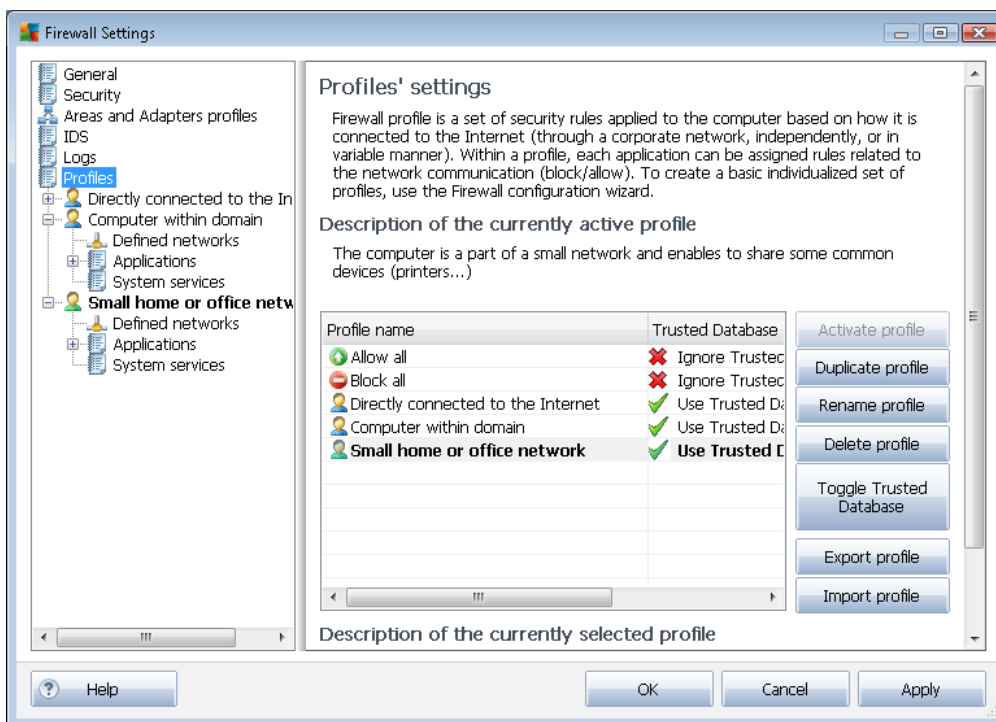 Firewall Settings
General
Security
Areas and Adapters profiles
IDS
Logs
Profiles
Directly connected to the In
Computer within domain
Defined networks
Applications
System services
Small home or office netw
Defined networks
Applications
System services
Profiles' settings
Firewall profile is a set of security rules applied to the computer based on how it is
connected to the Internet (through a corporate network, independently, or in
variable manner). Within a profile, each application can be assigned rules related to
the network communication (block/allow). To create a basic individualized set of
profiles, use the Firewall configuration wizard.
Description of the currently active profile
The computer is a part of small network and enables to share some common
devices (printers...)
Profile name Trusted Database
Allow all Ignore Trusted
Block all Ignore Trusted
Directly connected to the Internet Use Trusted Da
Computer within domain Use Trusted Da
Small home or office network Use Trusted D
Activate profile
Duplicate profile
Rename profile
Delete profile
Toggle Trusted
Database
Export profile
Import profile
Description of the currently selected profile
Help
OK
Cancel
Apply